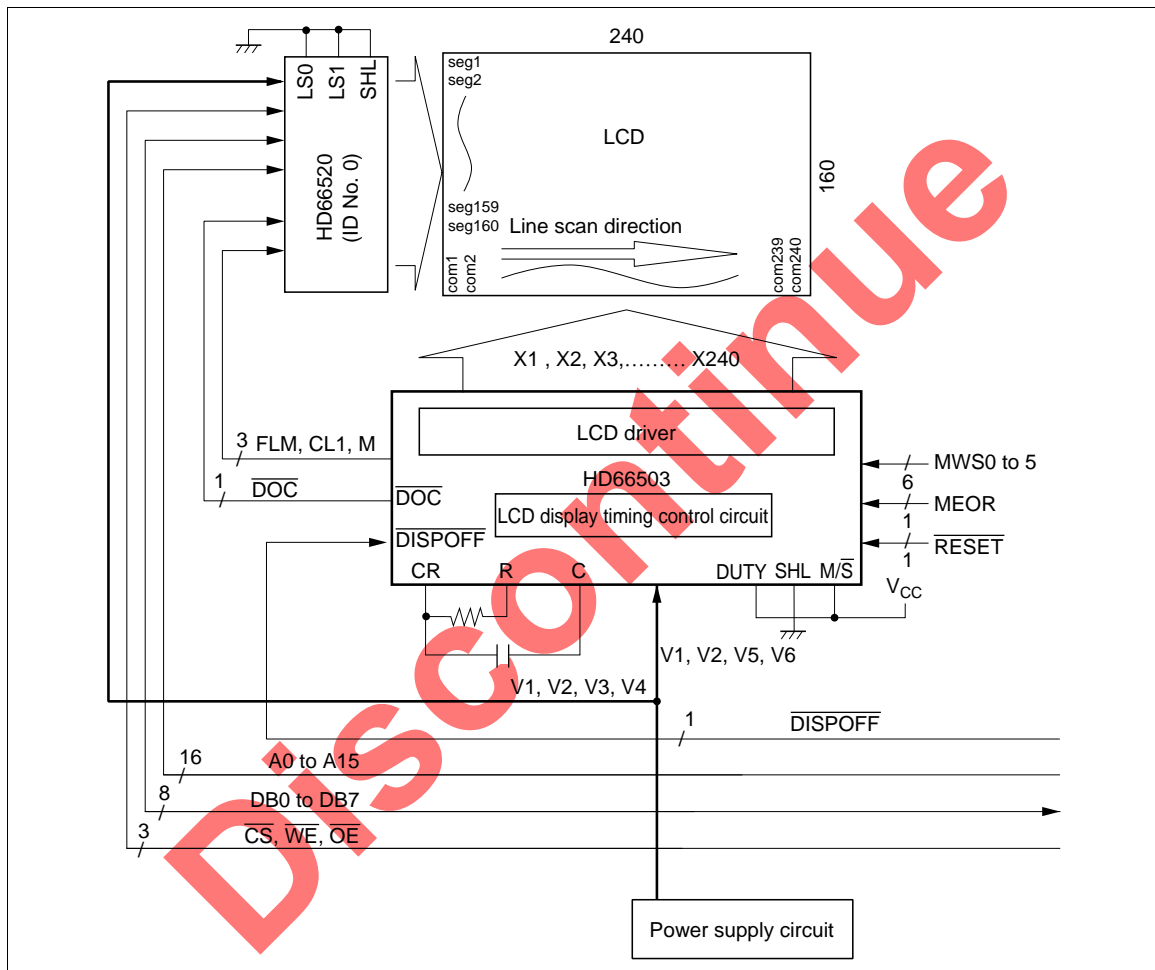 240
LS0
LS1
SHL
HD66520
(ID No. 0)
seg1
seg2
LCD
160
seg159
seg160
Line scan direction
com1
com2
com239
com240
X1 , X2, X3,......... X240
LCD driver
HD66503
LCD display timing control circuit
3 FLM, CL1, M
1 DOC
DOC
DISPOFF
CR R C
DUTY SHL M/S
MWS0 to 5
6
MEOR
1
RESET
1
VCC
V1, V2, V5, V6
V1, V2, V3, V4
1 DISPOFF
16 A0 to A15
8 DB0 to DB7
3 CS, WE, OE
Power supply circuit
Discontinue